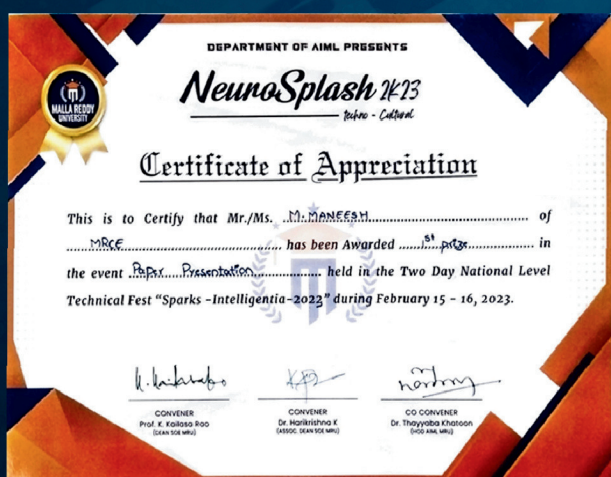 DEPARTMENT OF AIML PRESENTS
NeuroSplash 2K23
Techno - Cultural
MALLA REDDY
UNIVERSITY
Certificate of Appreciation
This is to Certify that Mr./Ms. ..M.MANEESH.......................... of
......MRCE.......................... has been Awarded ......1st prize............ in
the event ..Paper....Presentation.............. held in the Two Day National Level
Technical Fest “Sparks –Intelligentia–2023” during February 15 – 16, 2023.
CONVENER CONVENER CO CONVENER
Prof. K. Kailasa Rao Dr. Harikrishna K Dr. Thayyaba Khatoon
(DEAN SOE MRU) (ASSOC. DEAN SOE MRU) (HOD AIML MRU)